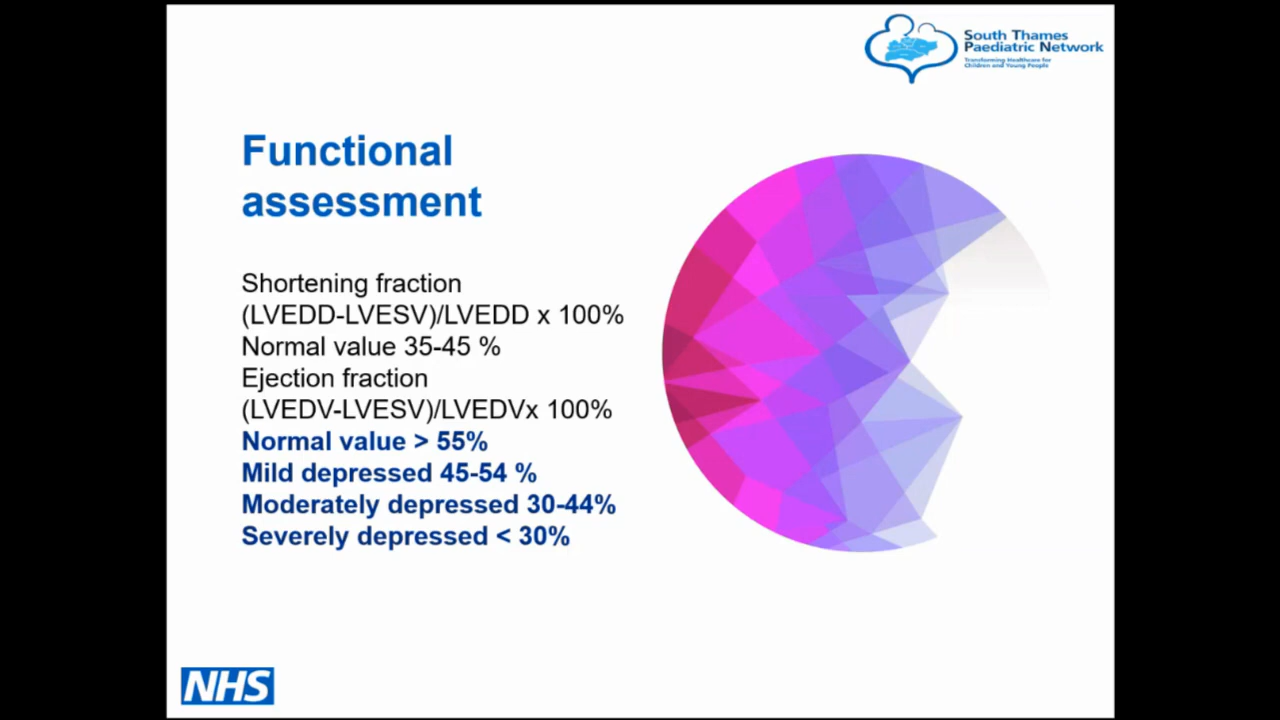 South Thames
Paediatric Network
Transforming Healthcare for
Children and Young People
Functional
assessment
Shortening fraction
(LVEDD-LVESV)/LVEDD x 100%
Normal value 35-45 %
Ejection fraction
(LVEDV-LVESV)/LVEDVx 100%
Normal value > 55%
Mild depressed 45-54 %
Moderately depressed 30-44%
Severely depressed < 30%
NHS